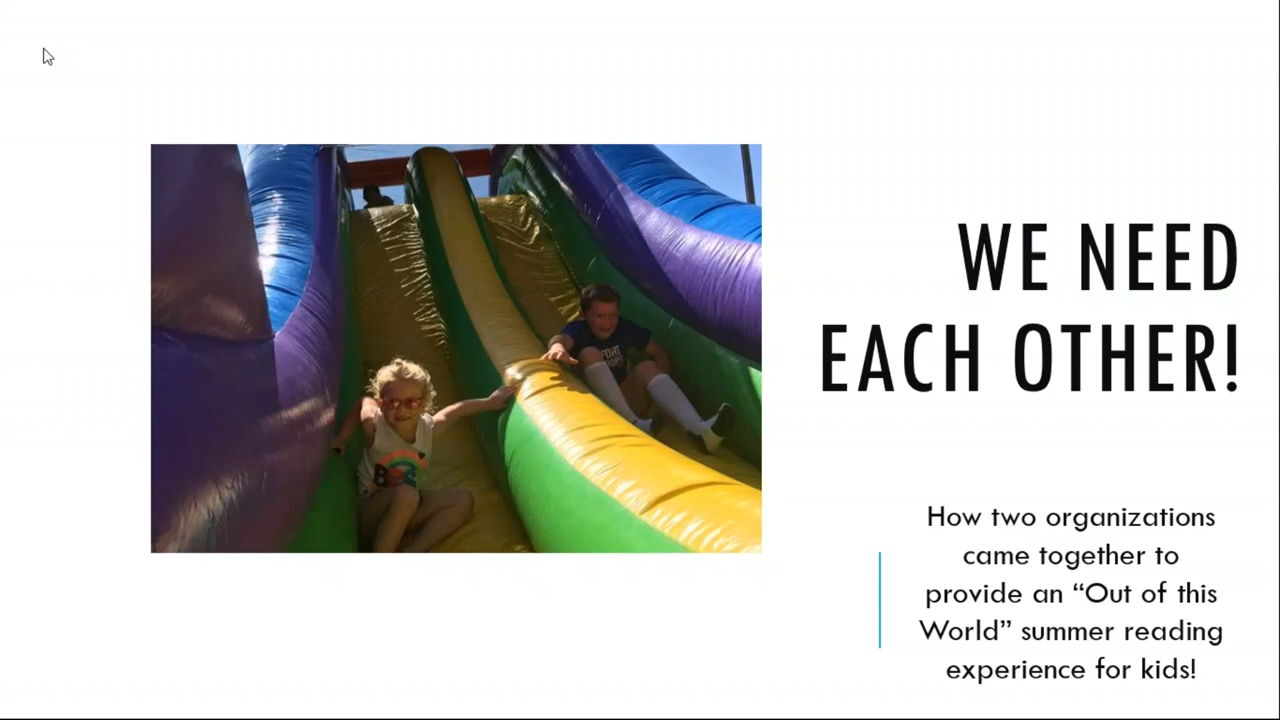 WE NEED
EACH OTHER!
How two organizations
came together to
provide an “Out of this
World” summer reading
experience for kids!